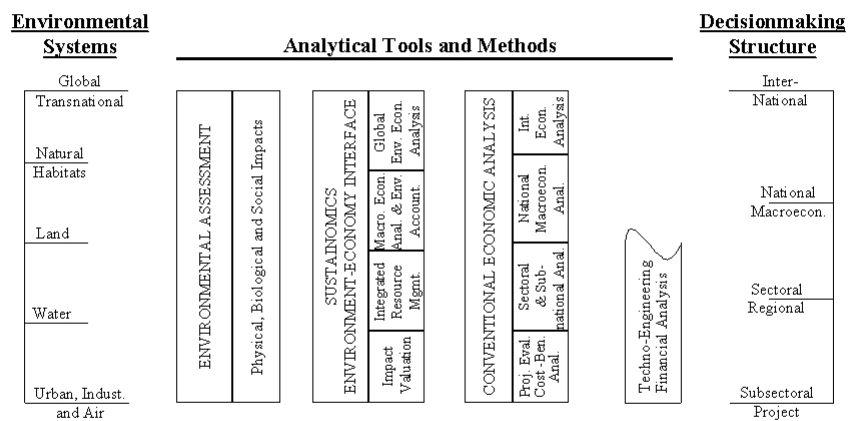 Environmental
Systems
Analytical Tools and Methods
Decisionmaking
Structure
Global
Transnational
Natural
Habitats
Land
Water
Urban, Indust.
and Air
ENVIRONMENTAL ASSESSMENT
Physical, Biological and Social Impacts
SUSTAINOMICS
ENVIRONMENT-ECONOMY INTERFACE
Global
Env. Econ.
Analysis
Macro. Econ.
Anal. & Env.
Account.
Integrated
Resource
Mgmt.
Impact
Valuation
CONVENTIONAL ECONOMIC ANALYSIS
Int.
Econ.
Analysis
National
Macroecon.
Anal.
Sectoral
& Sub-
national Anal.
Proj. Eval.
Cost-Ben.
Anal.
Techno-Engineering
Financial Analysis
Inter-
National
National
Macroecon.
Sectoral
Regional
Subsectoral
Project